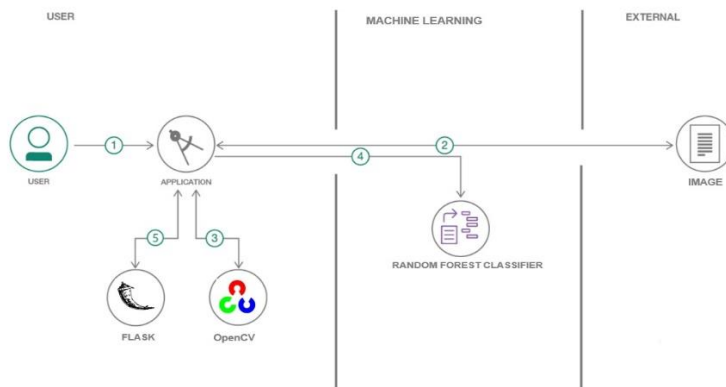 USER
MACHINE LEARNING
EXTERNAL
1
2
4
USER
APPLICATION
IMAGE
5
3
RANDOM FOREST CLASSIFIER
FLASK
OpenCV